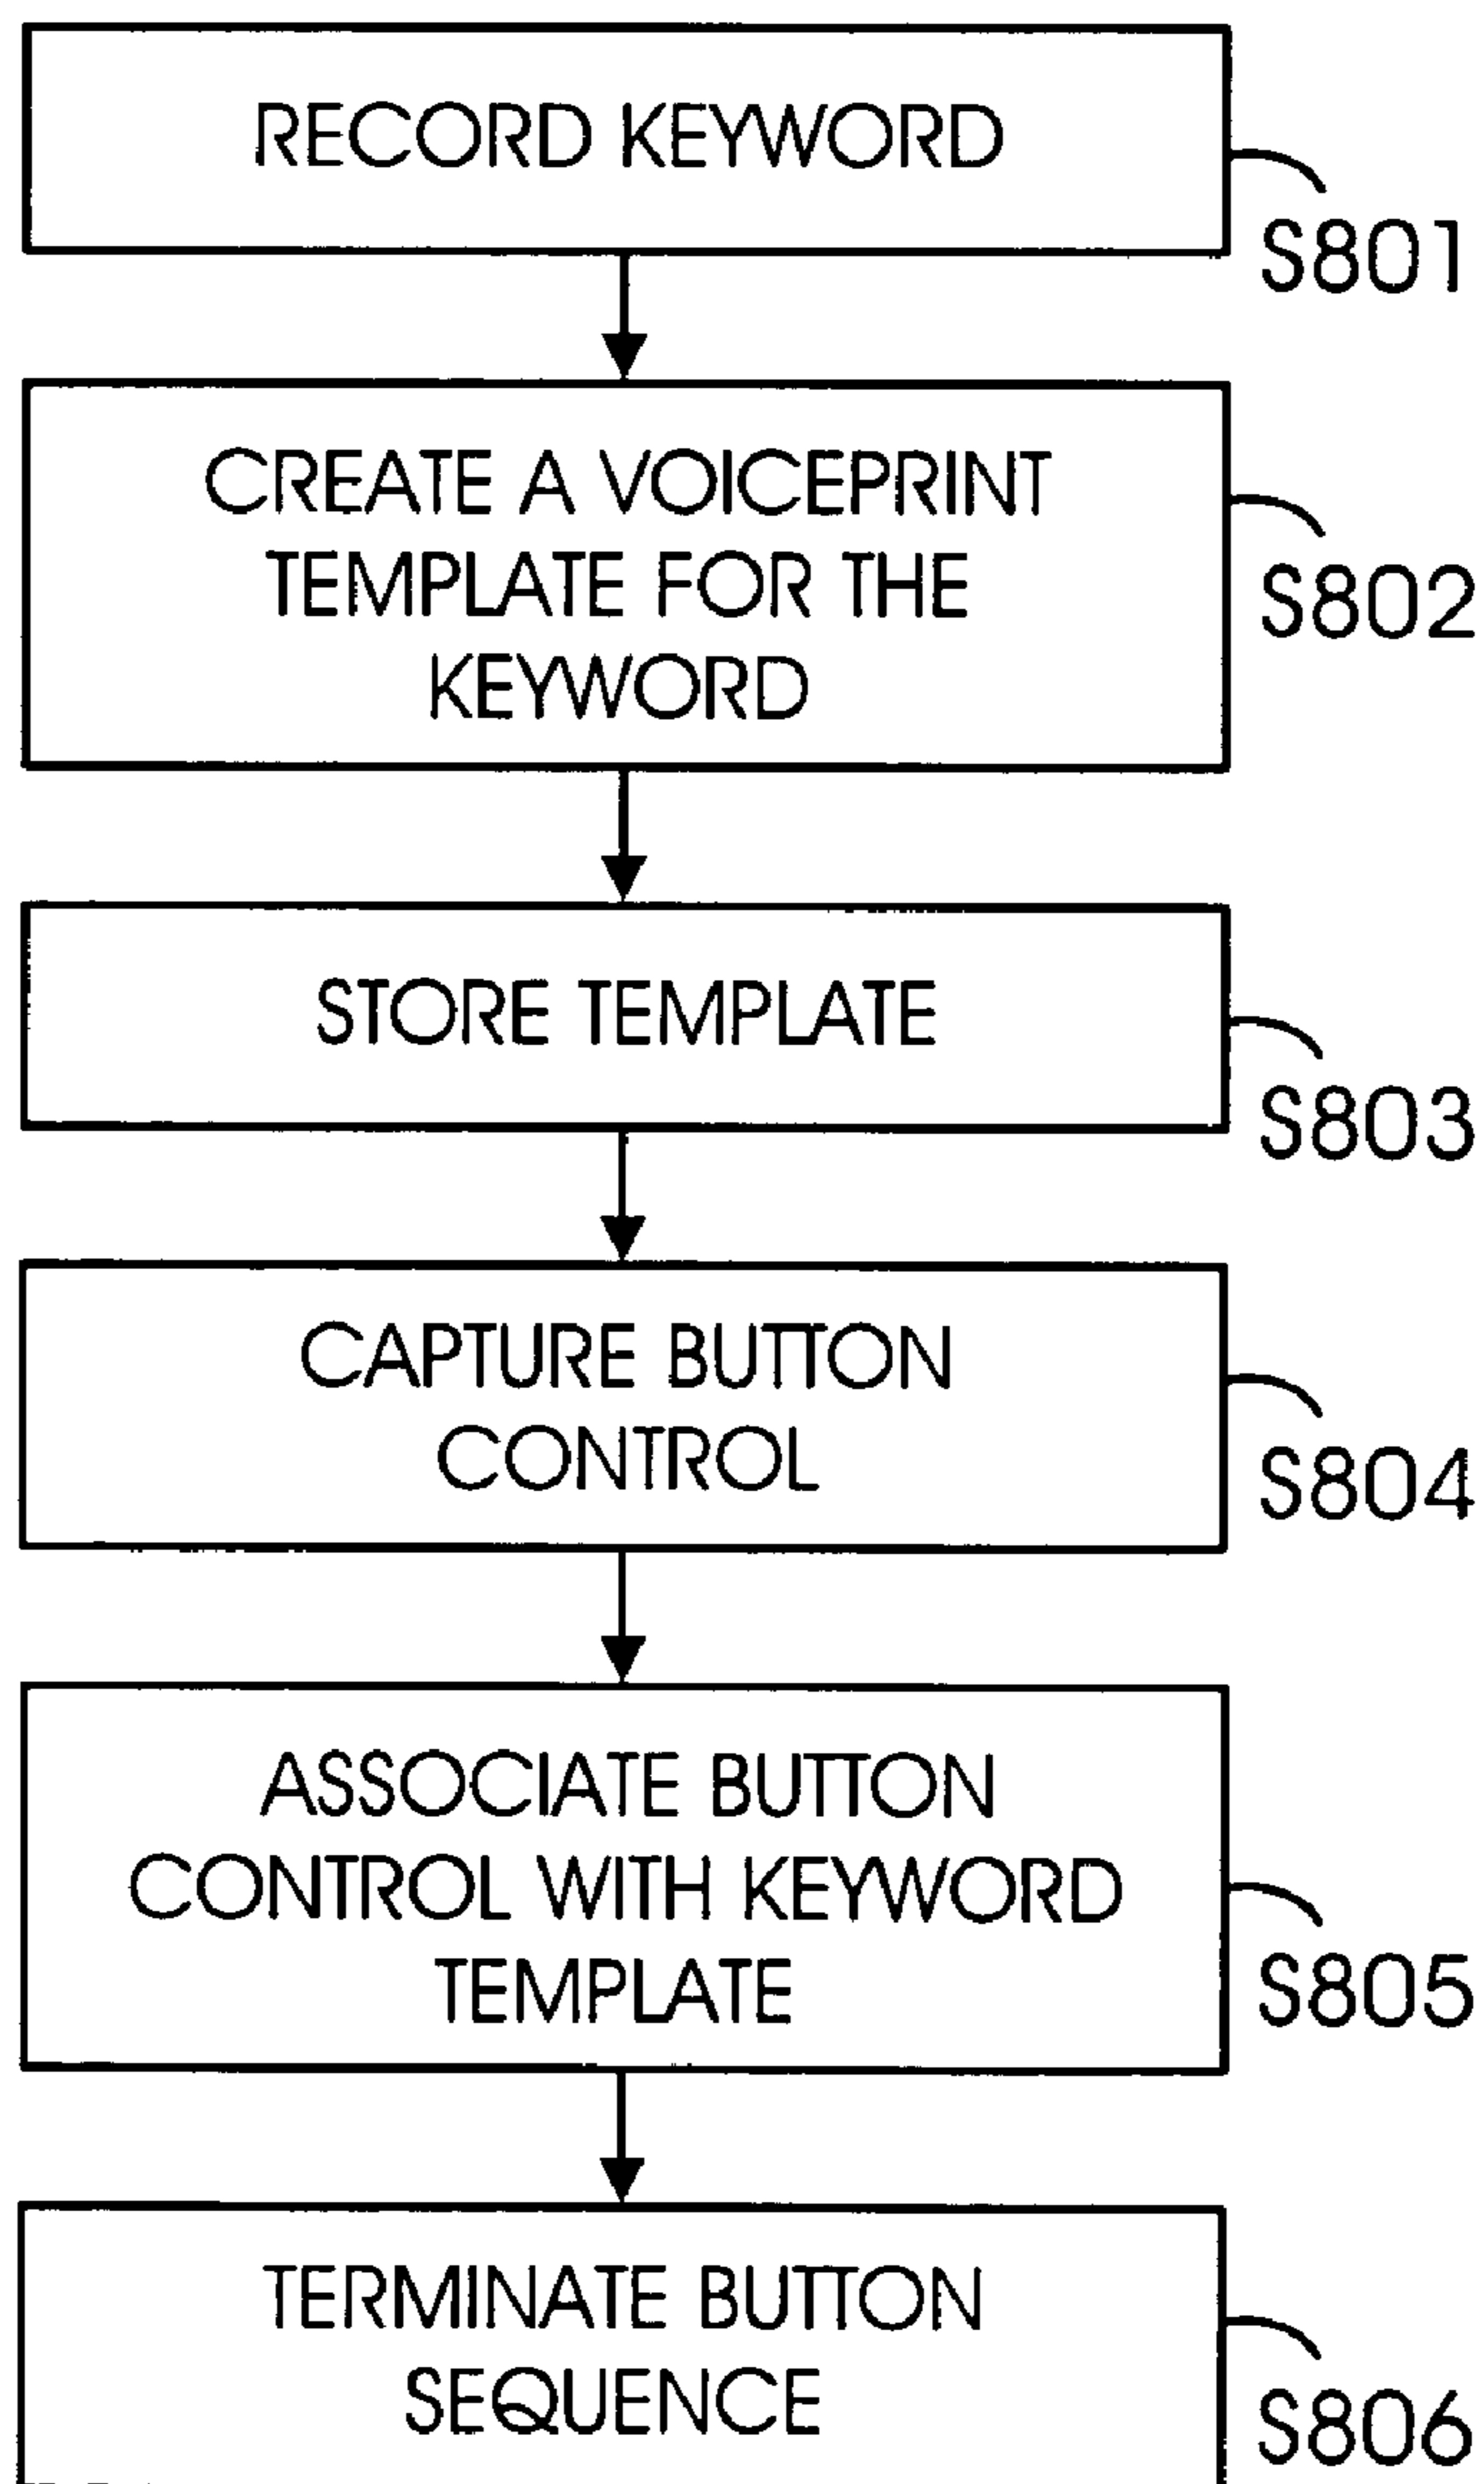 RECORD KEYWORD
S801
CREATE A VOICEPRINT
TEMPLATE FOR THE
KEYWORD
S802
STORE TEMPLATE
S803
CAPTURE BUTTON
CONTROL
S804
ASSOCIATE BUTTON
CONTROL WITH KEYWORD
TEMPLATE
S805
TERMINATE BUTTON
SEQUENCE
S806